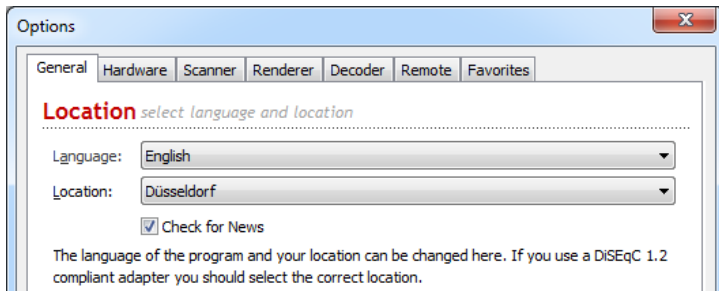 Options
General Hardware Scanner Renderer Decoder Remote Favorites
Location select language and location
Language: English
Location: Düsseldorf
Check for News
The language of the program and your location can be changed here. If you use a DiSEqC 1.2
compliant adapter you should select the correct location.